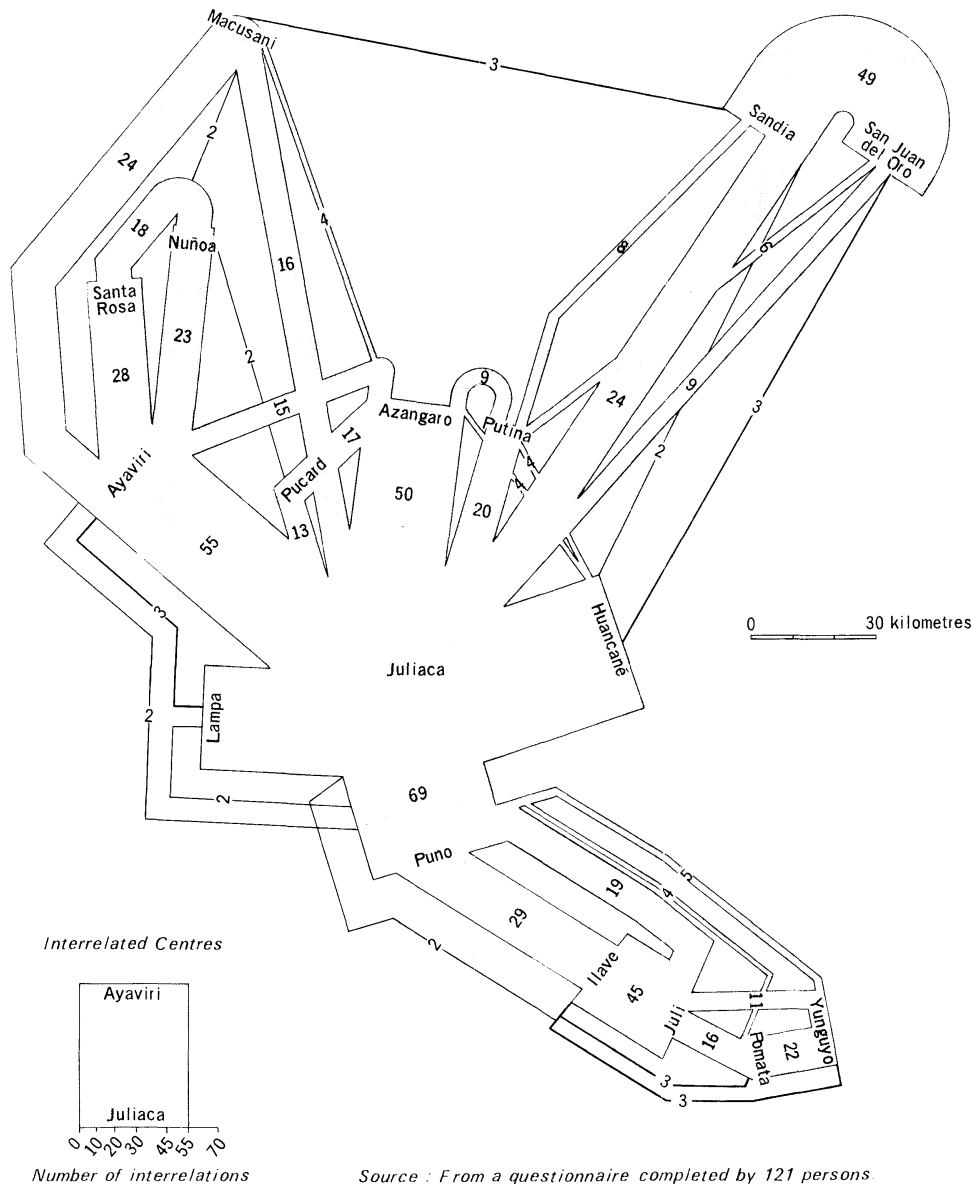 Macusani
3
49
Sandia
San Juan
del Oro
24
2
18
Nuñoa
4
8
6
16
Santa
Rosa
23
28
2
15
9
24
9
3
Azangaro
Putina
17
2
Ayaviri
Pucard
4
4
50
20
13
55
3
Huancané
0 30 kilometres
Juliaca
Lampa
2
2
69
Puno
5
19
4
29
2
Ilave
45
11
Juli
16
Pomata
22
Yunguyo
3
3
Interrelated Centres
Ayaviri
Juliaca
0 10 20 30 45 55 70
Number of interrelations
Source : From a questionnaire completed by 121 persons.